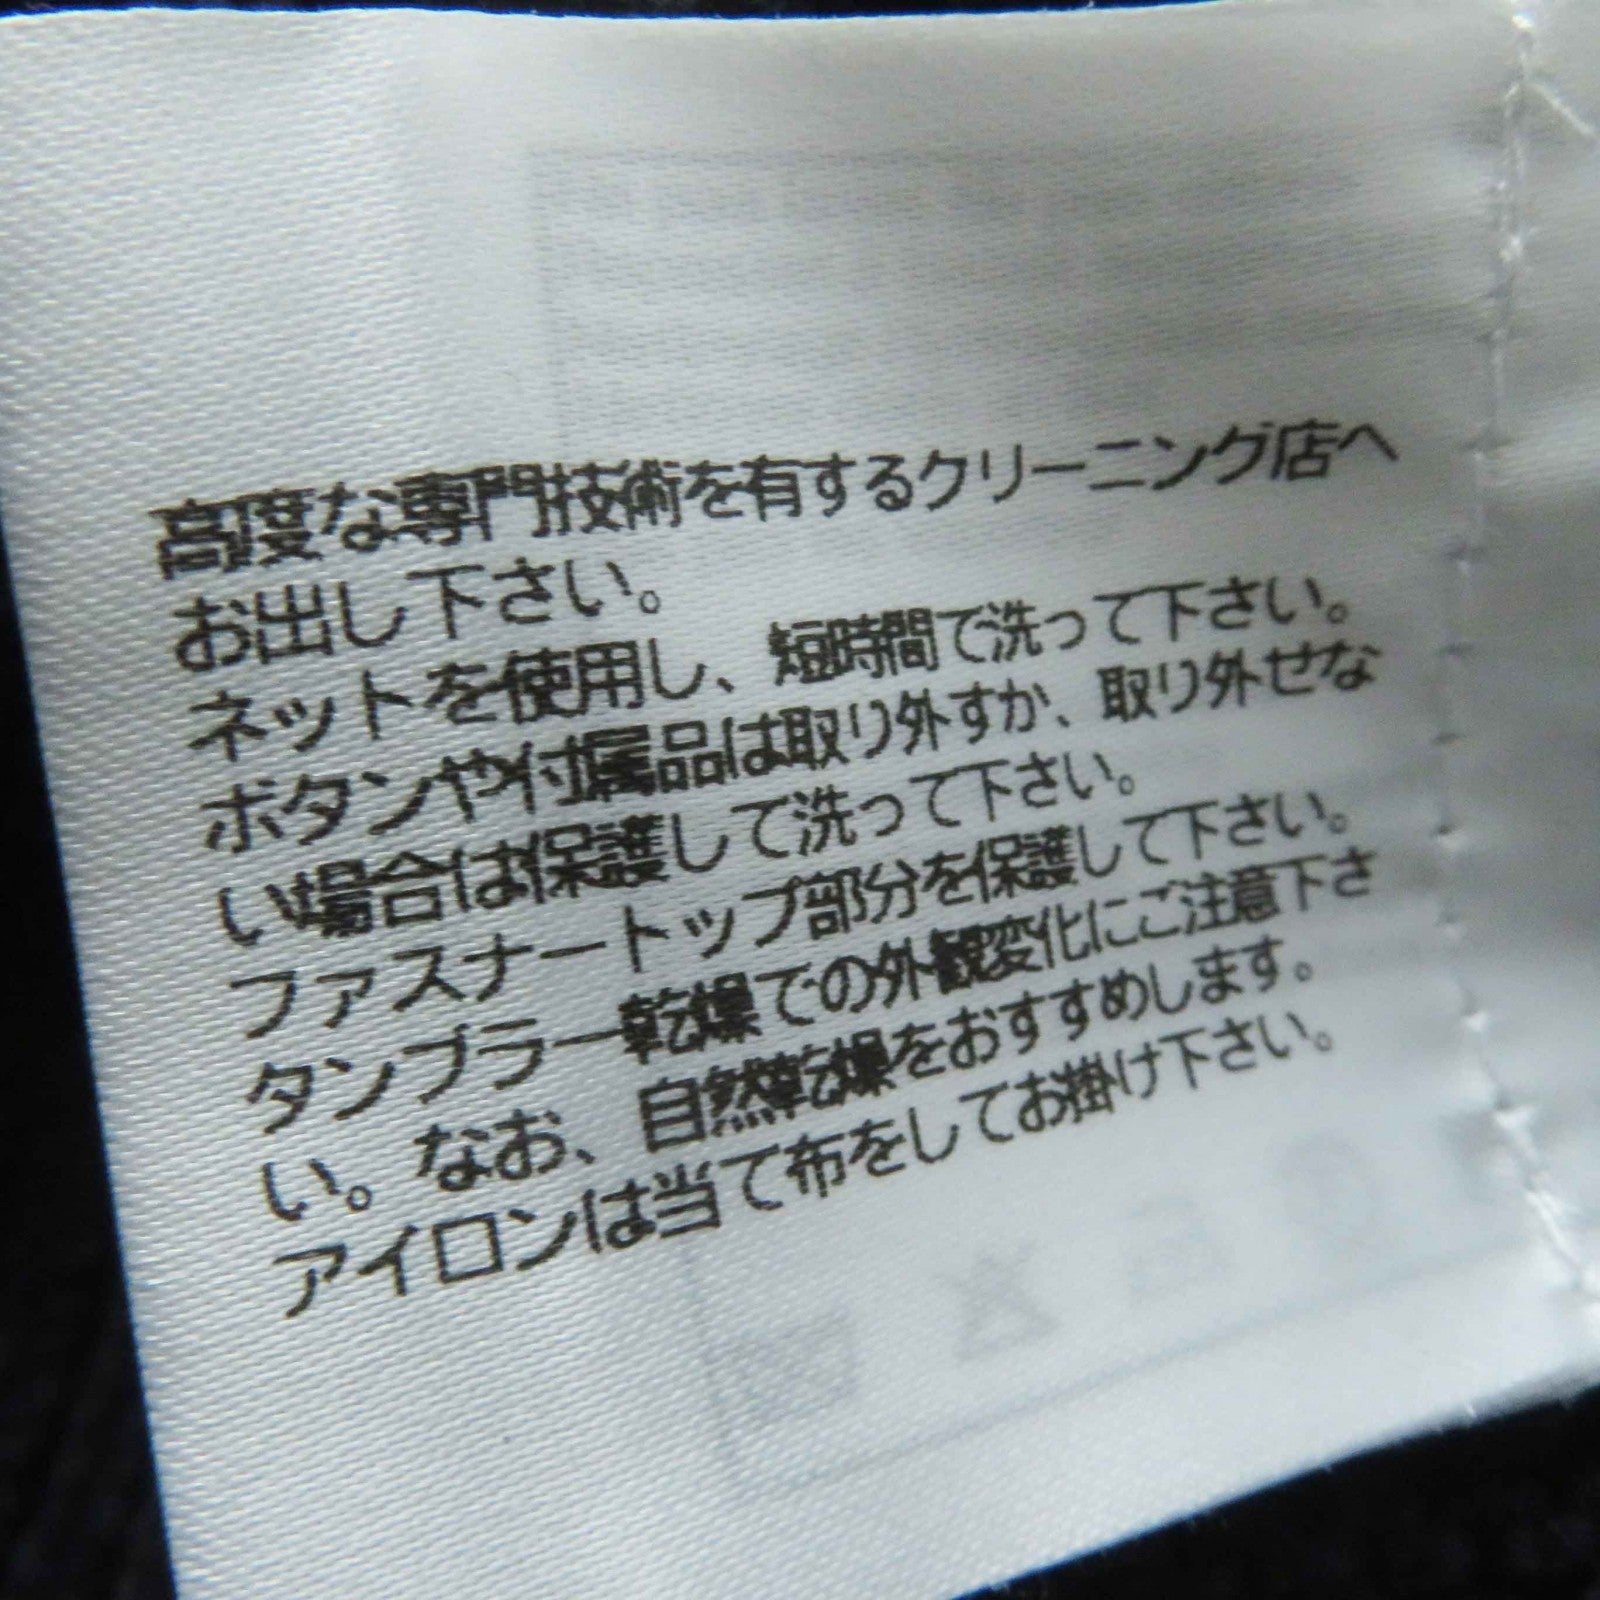 高度な専門技術を有するクリーニング店へ
お出し下さい。
ネットを使用し、短時間で洗って下さい。
ボタンや付属品は取り外すか、取り外せな
い場合は保護して洗って下さい。
ファスナートップ部分を保護して下さい。
タンブラー乾燥での外観変化にご注意下さ
い。なお、自然乾燥をおすすめします。
アイロンは当て布をしてお掛け下さい。